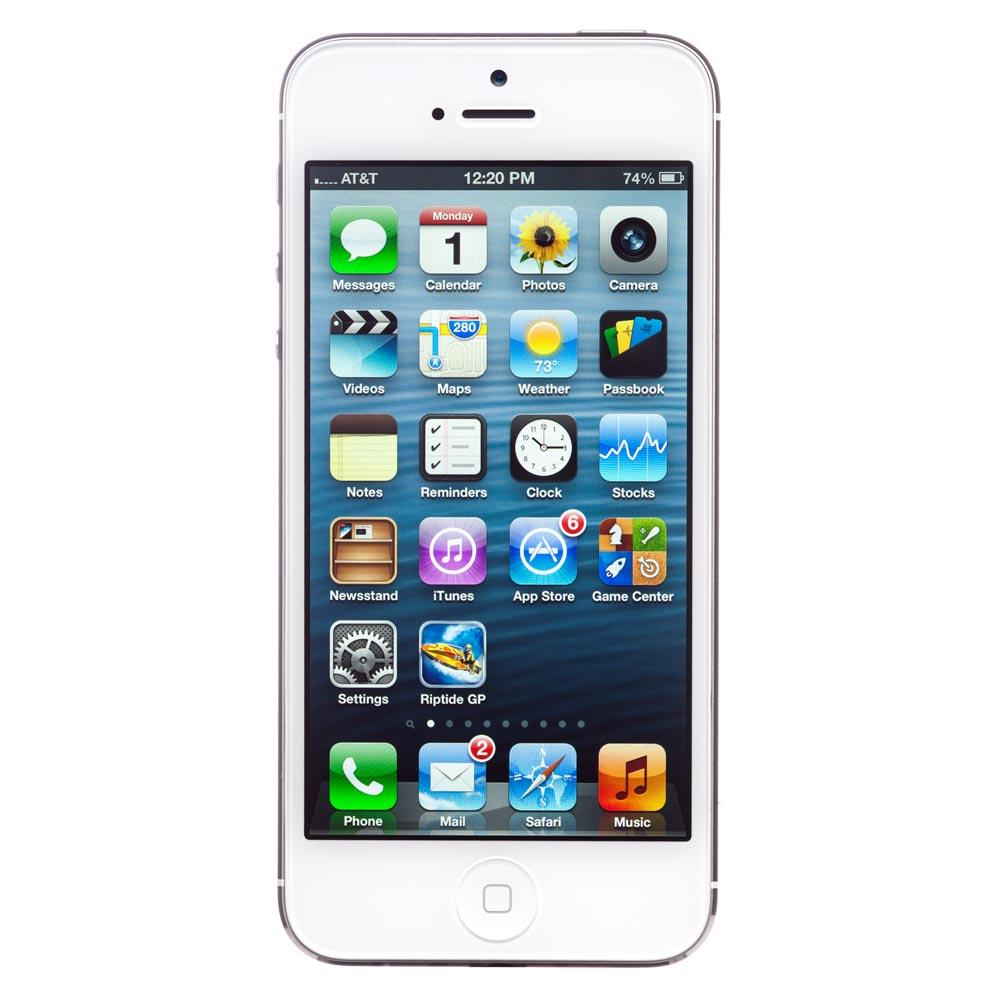 AT&T 12:20 PM 74%
Monday
1
Messages Calendar Photos Camera
280
73°
Videos Maps Weather Passbook
Notes Reminders Clock Stocks
6
Newsstand iTunes App Store Game Center
Settings Riptide GP
2
Phone Mail Safari Music